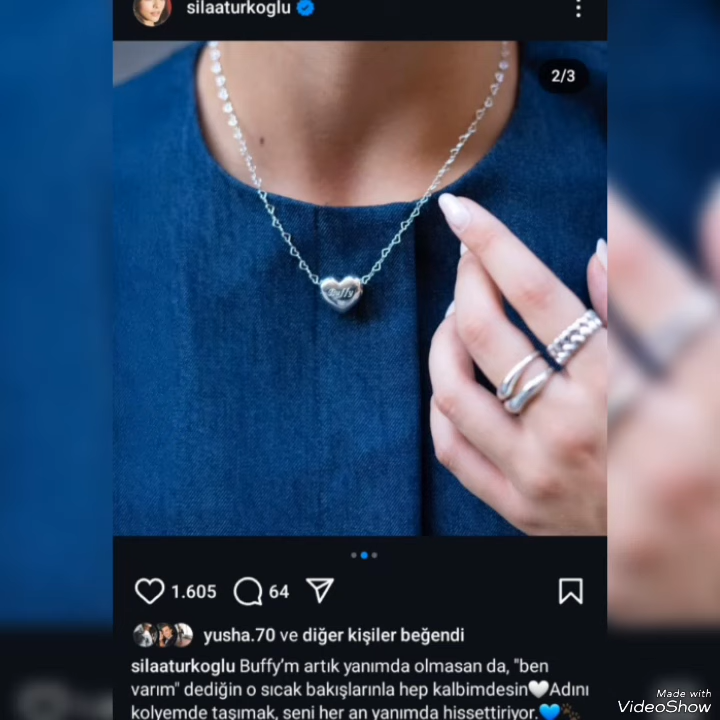 silaaturkoglu
2/3
Buffy
1.605 64
yusha.70 ve diğer kişiler beğendi
silaaturkoglu Buffy’m artık yanımda olmasan da, "ben
varım" dediğin o sıcak bakışlarınla hep kalbimdesin🤍Adını
kolyemde taşımak, seni her an yanımda hissettiriyor.💙🐾
Made with
VideoShow